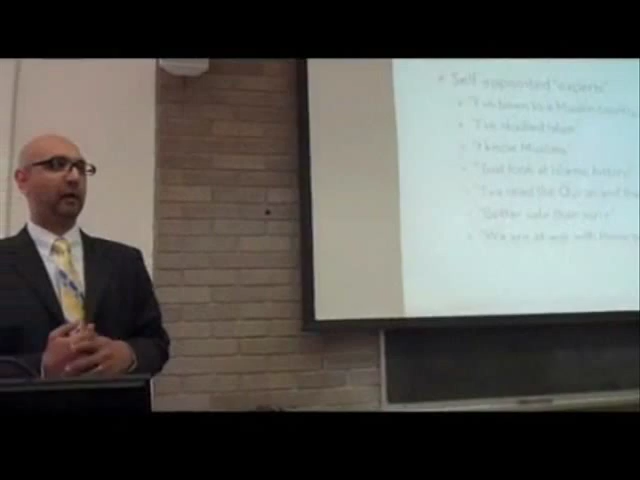 • Self-appointed "experts"
• "I've been to a Muslim
• "I've studied Islam"
• "I know Muslims"
• "Just look at Islamic history"
• "I've read the Qur'an and
• "Better safe than sorry"
• "We are at war with